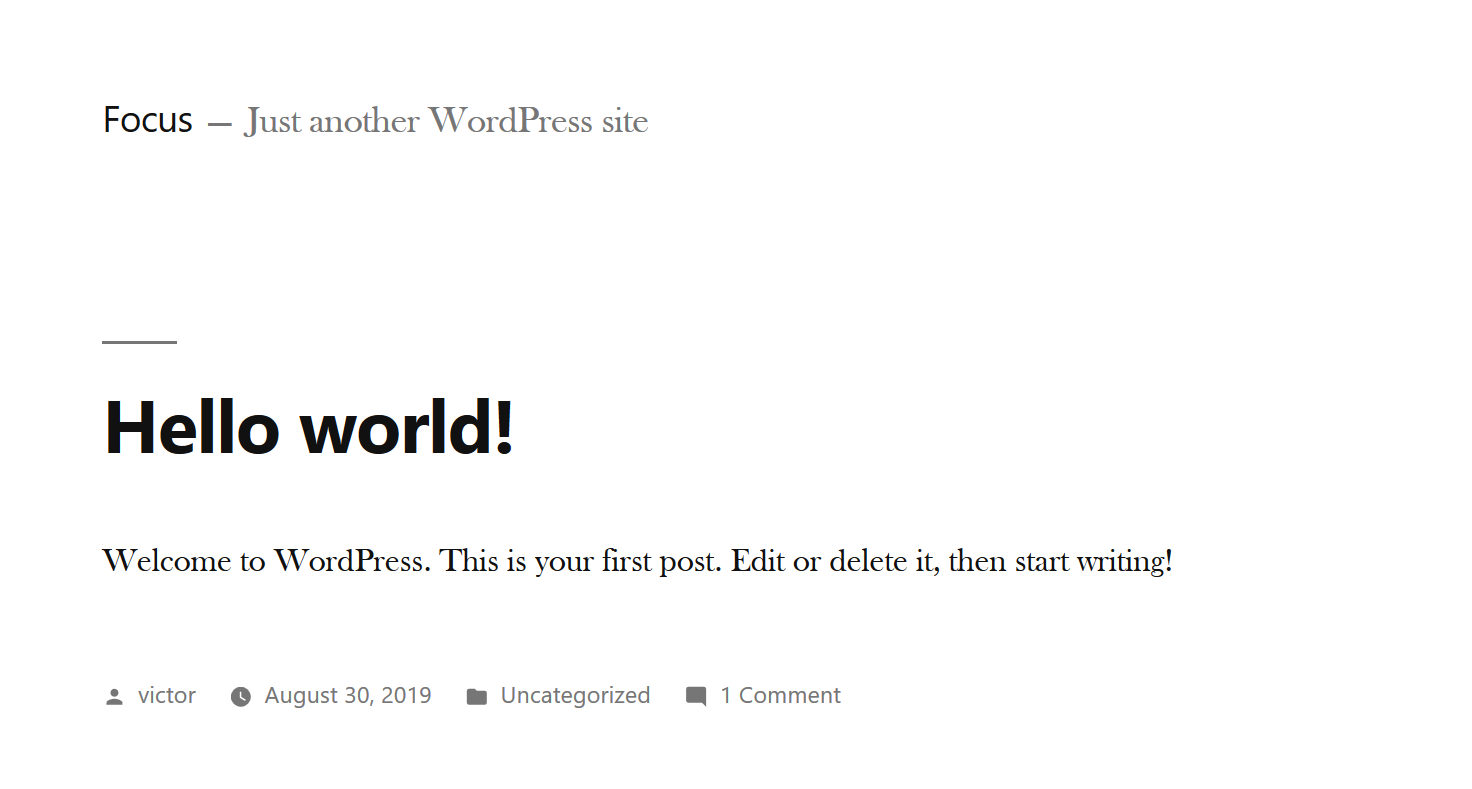 Focus — Just another WordPress site
Hello world!
Welcome to WordPress. This is your first post. Edit or delete it, then start writing!
victor August 30, 2019 Uncategorized 1 Comment